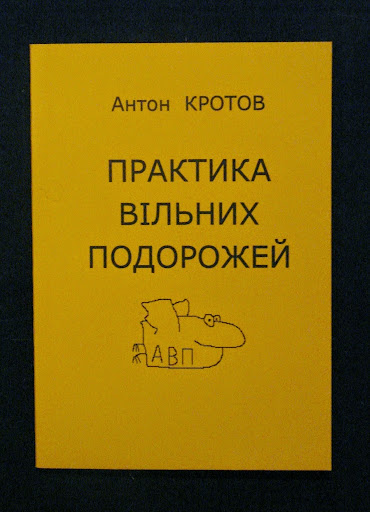 Антон КРОТОВ
ПРАКТИКА
ВІЛЬНИХ
ПОДОРОЖЕЙ
АВП